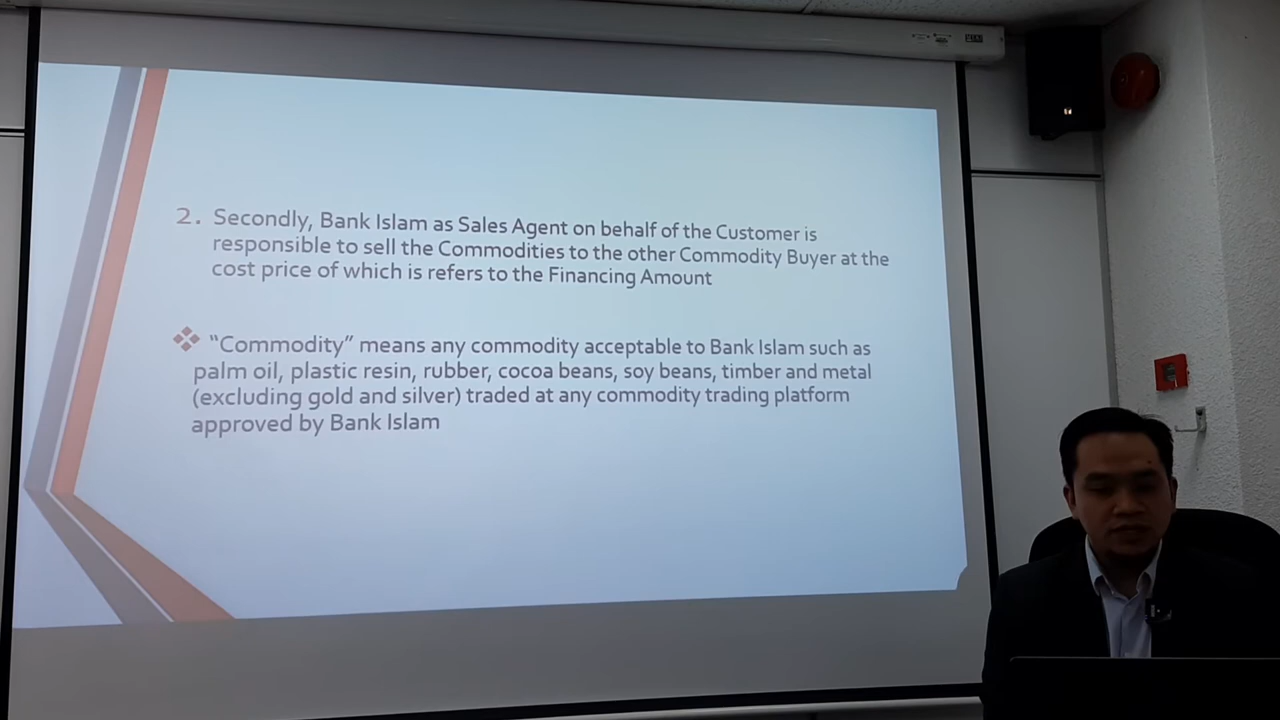 2. Secondly, Bank Islam as Sales Agent on behalf of the Customer is
responsible to sell the Commodities to the other Commodity Buyer at the
cost price of which is refers to the Financing Amount
“Commodity” means any commodity acceptable to Bank Islam such as
palm oil, plastic resin, rubber, cocoa beans, soy beans, timber and metal
(excluding gold and silver) traded at any commodity trading platform
approved by Bank Islam